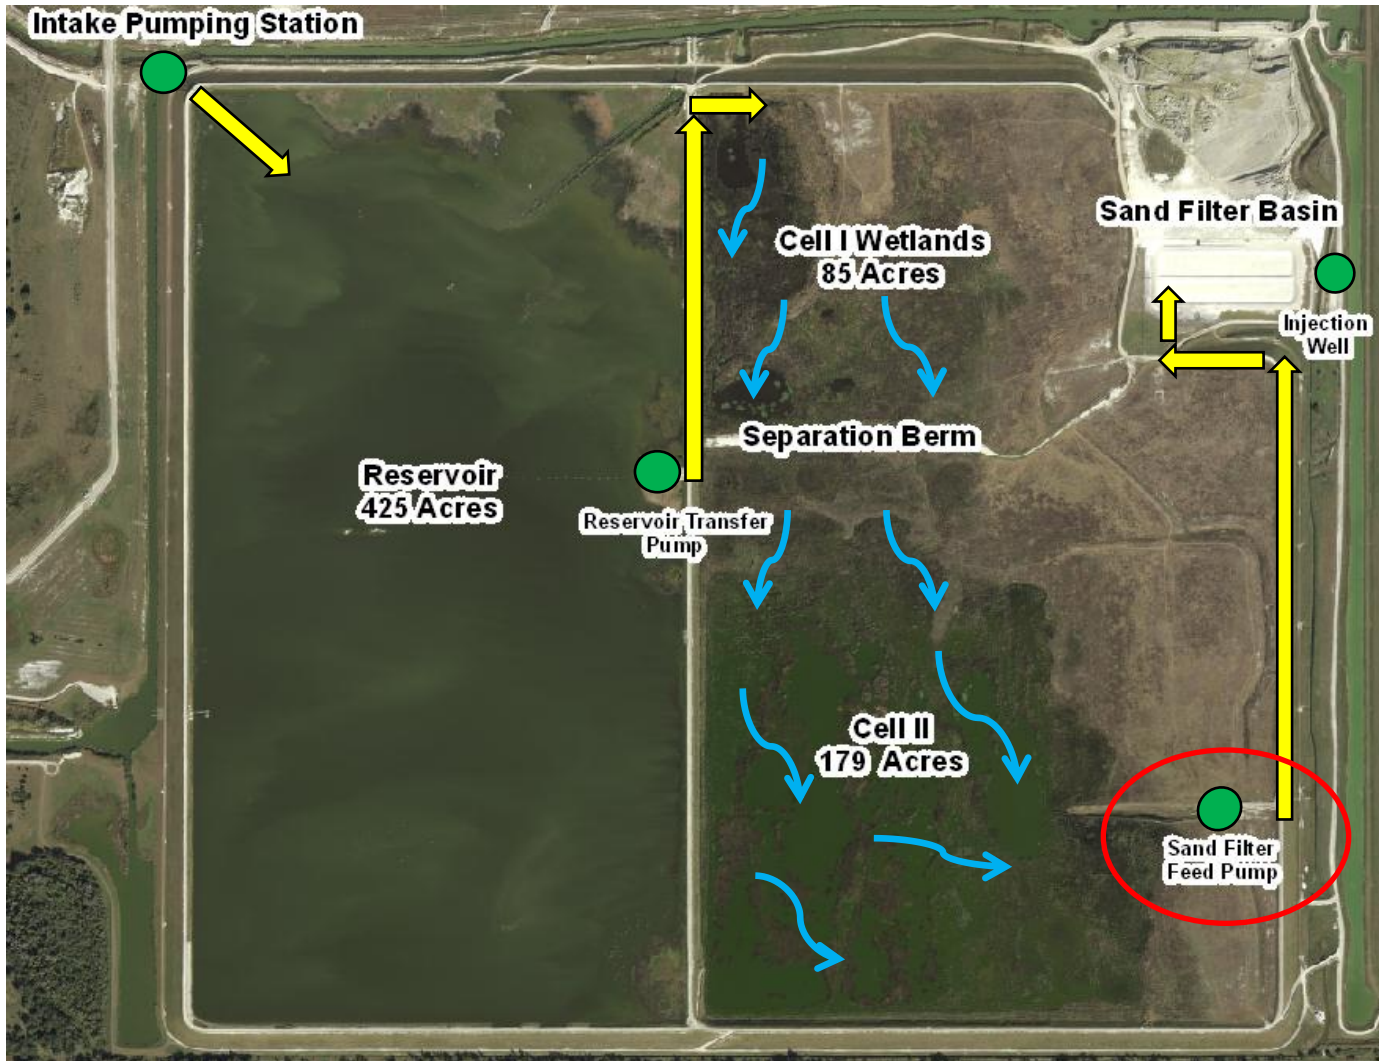 Intake Pumping Station
Sand Filter Basin
Cell I Wetlands
85 Acres
Injection
Well
Separation Berm
Reservoir
425 Acres
Reservoir Transfer
Pump
Cell II
179 Acres
Sand Filter
Feed Pump